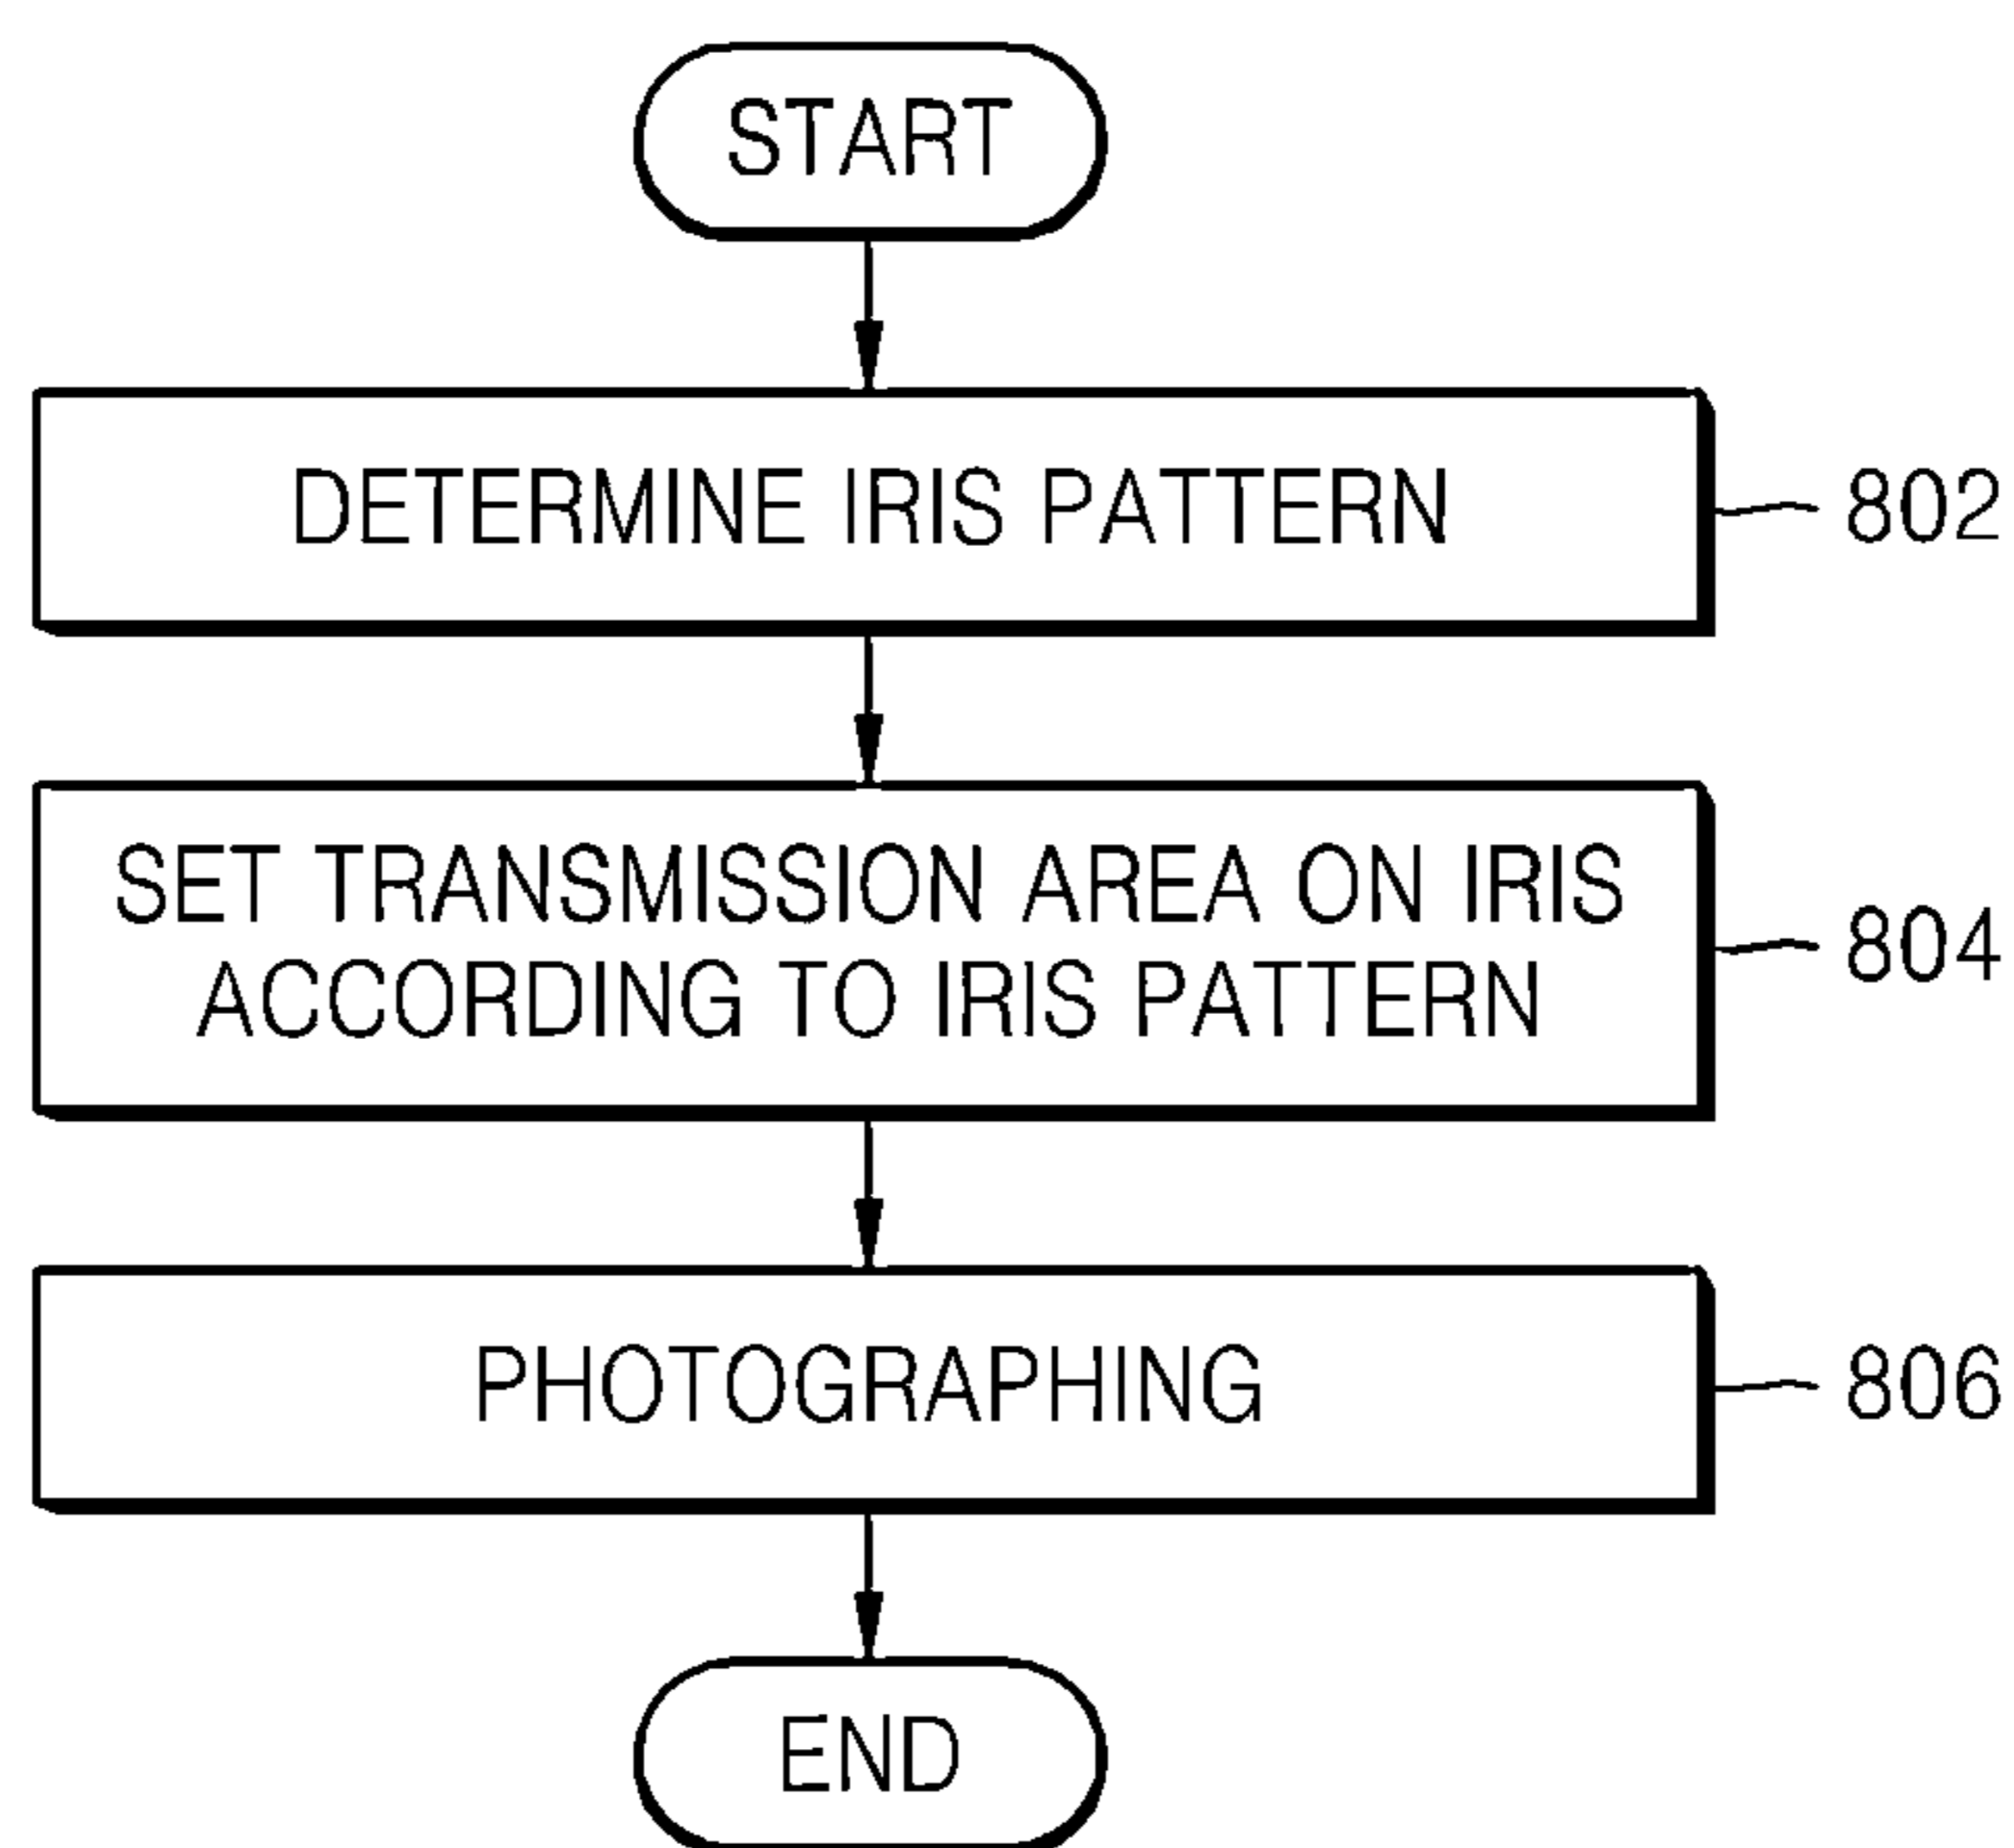 START
DETERMINE IRIS PATTERN
802
SET TRANSMISSION AREA ON IRIS
ACCORDING TO IRIS PATTERN
804
PHOTOGRAPHING
806
END